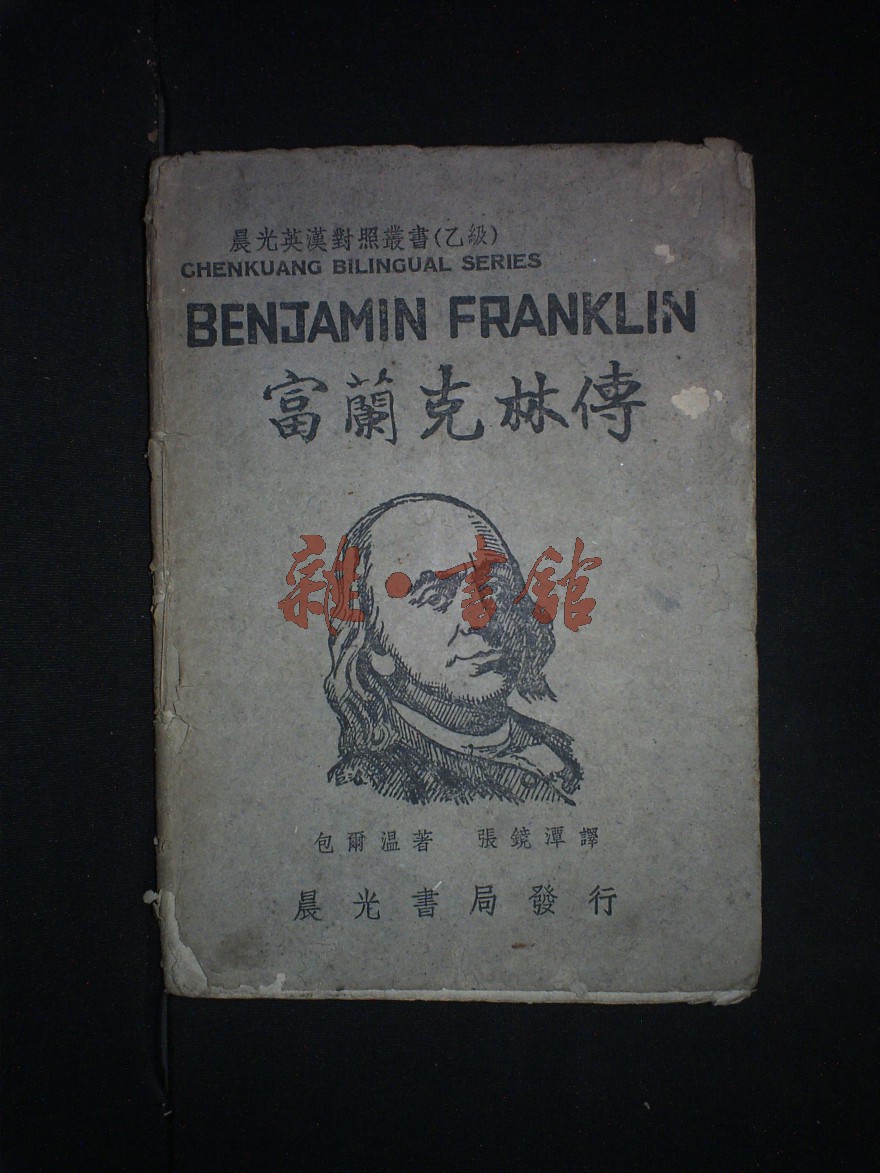 晨光英漢對照叢書(乙級)
CHENKUANG BILINGUAL SERIES
BENJAMIN FRANKLIN
富蘭克林傳
雜·書館
包爾温著 張鏡潭譯
晨光書局發行